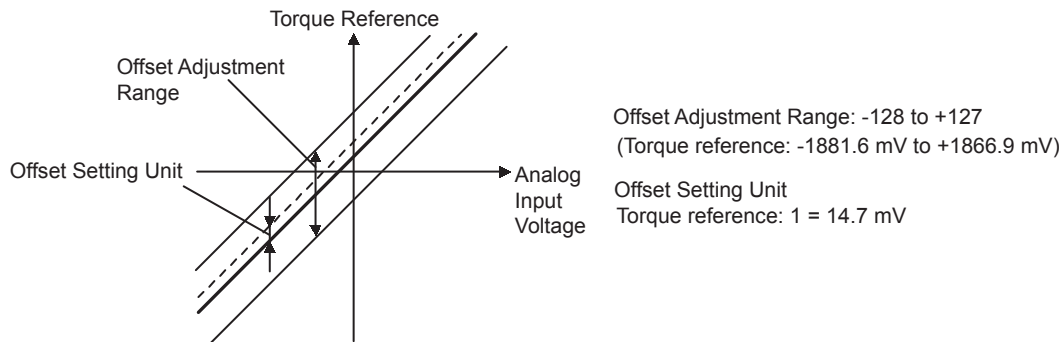 Torque Reference
Offset Adjustment
Range
Offset Setting Unit
Analog
Input
Voltage
Offset Adjustment Range: -128 to +127
(Torque reference: -1881.6 mV to +1866.9 mV)
Offset Setting Unit
Torque reference: 1 = 14.7 mV